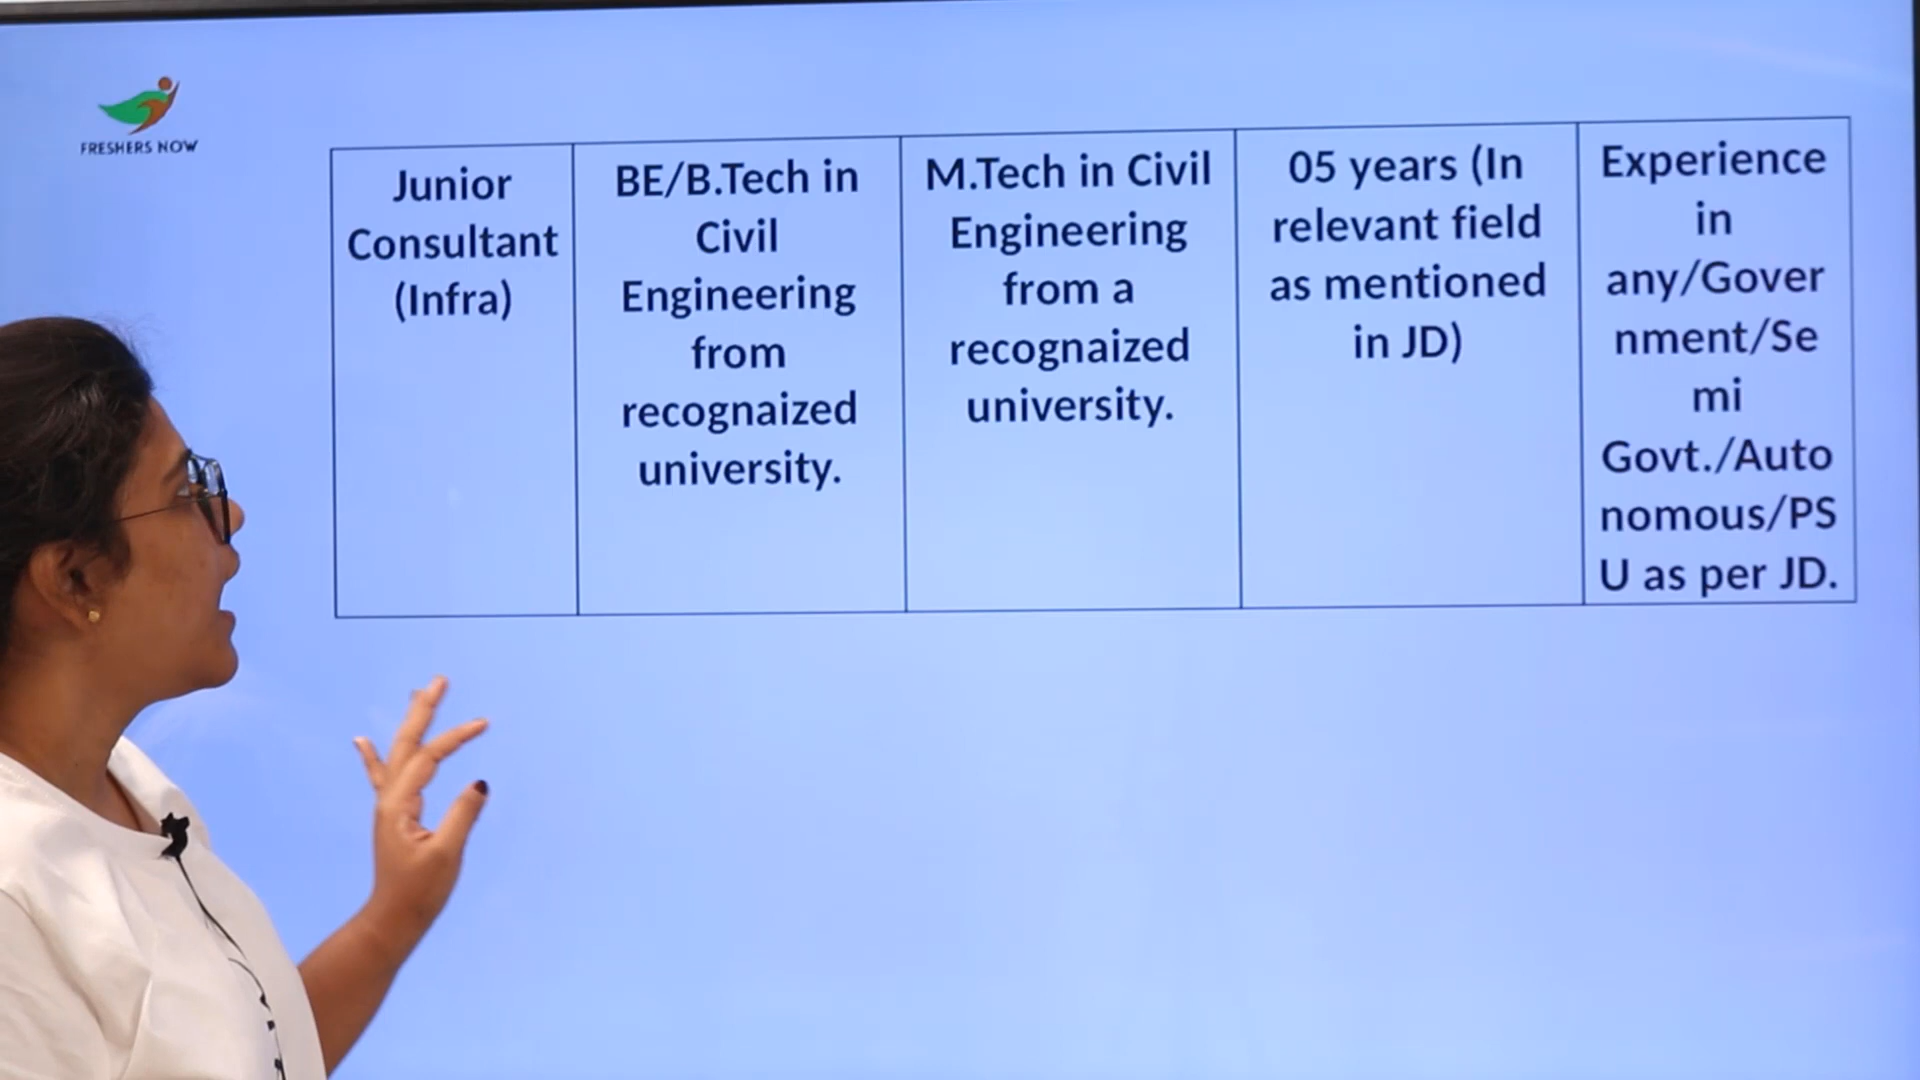 FRESHERS NOW
Junior
Consultant
(Infra)
BE/B.Tech in
Civil
Engineering
from
recognaized
university.
M.Tech in Civil
Engineering
from a
recognaized
university.
05 years (In
relevant field
as mentioned
in JD)
Experience
in
any/Gover
nment/Se
mi
Govt./Auto
nomous/PS
U as per JD.